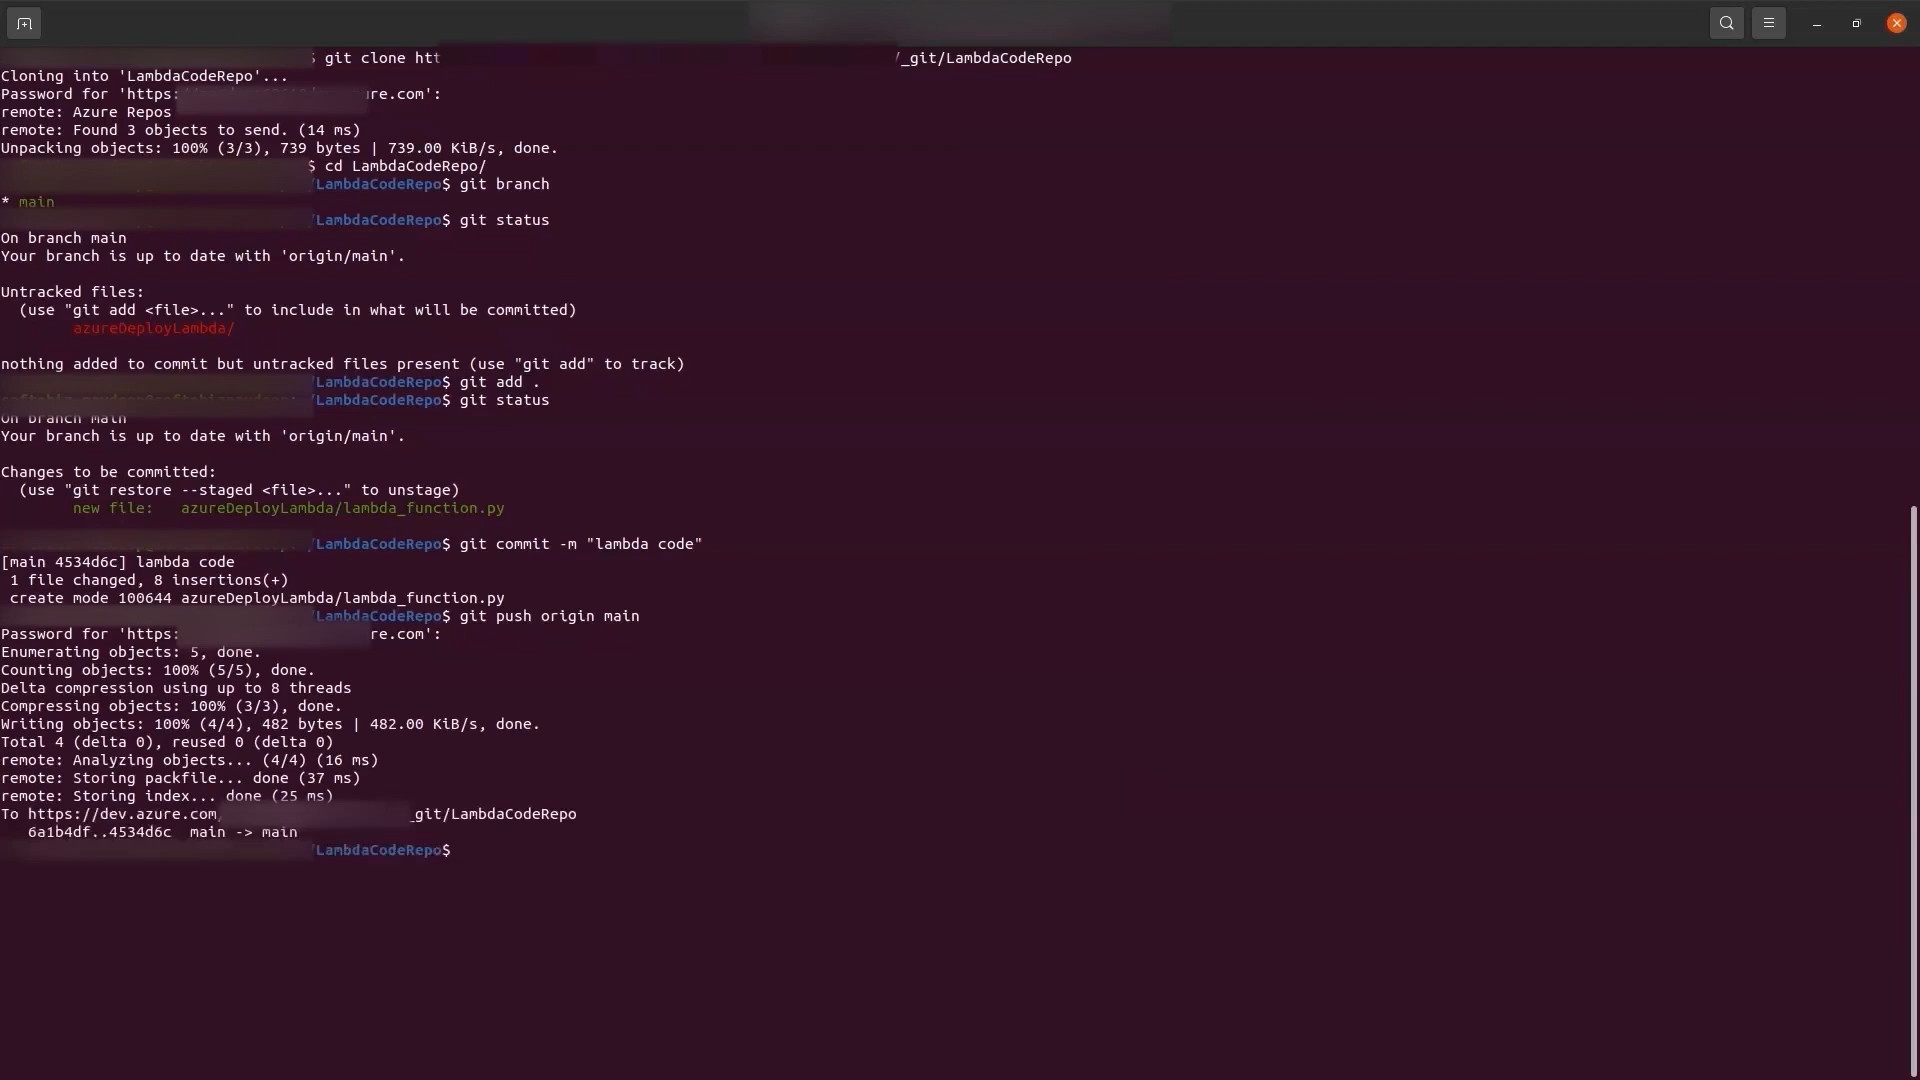 $ git clone htt /_git/LambdaCodeRepo
Cloning into 'LambdaCodeRepo'...
Password for 'https: re.com':
remote: Azure Repos
remote: Found 3 objects to send. (14 ms)
Unpacking objects: 100% (3/3), 739 bytes | 739.00 KiB/s, done.
$ cd LambdaCodeRepo/
/LambdaCodeRepo$ git branch
* main
/LambdaCodeRepo$ git status
On branch main
Your branch is up to date with 'origin/main'.
Untracked files:
(use "git add <file>..." to include in what will be committed)
azureDeployLambda/
nothing added to commit but untracked files present (use "git add" to track)
/LambdaCodeRepo$ git add .
/LambdaCodeRepo$ git status
On branch main
Your branch is up to date with 'origin/main'.
Changes to be committed:
(use "git restore --staged <file>..." to unstage)
new file:   azureDeployLambda/lambda_function.py
/LambdaCodeRepo$ git commit -m "lambda code"
[main 4534d6c] lambda code
1 file changed, 8 insertions(+)
create mode 100644 azureDeployLambda/lambda_function.py
/LambdaCodeRepo$ git push origin main
Password for 'https: re.com':
Enumerating objects: 5, done.
Counting objects: 100% (5/5), done.
Delta compression using up to 8 threads
Compressing objects: 100% (3/3), done.
Writing objects: 100% (4/4), 482 bytes | 482.00 KiB/s, done.
Total 4 (delta 0), reused 0 (delta 0)
remote: Analyzing objects... (4/4) (16 ms)
remote: Storing packfile... done (37 ms)
remote: Storing index... done (25 ms)
To https://dev.azure.com/ _git/LambdaCodeRepo
6a1b4df..4534d6c  main -> main
/LambdaCodeRepo$